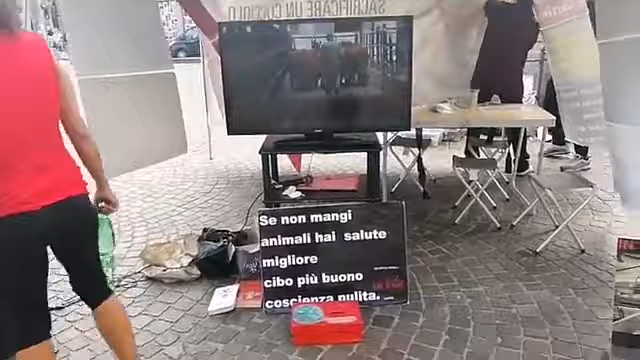 SACRIFICARE UN CUCCIOLO
Se non mangi
animali hai salute
migliore
cibo più buono
coscienza pulita.